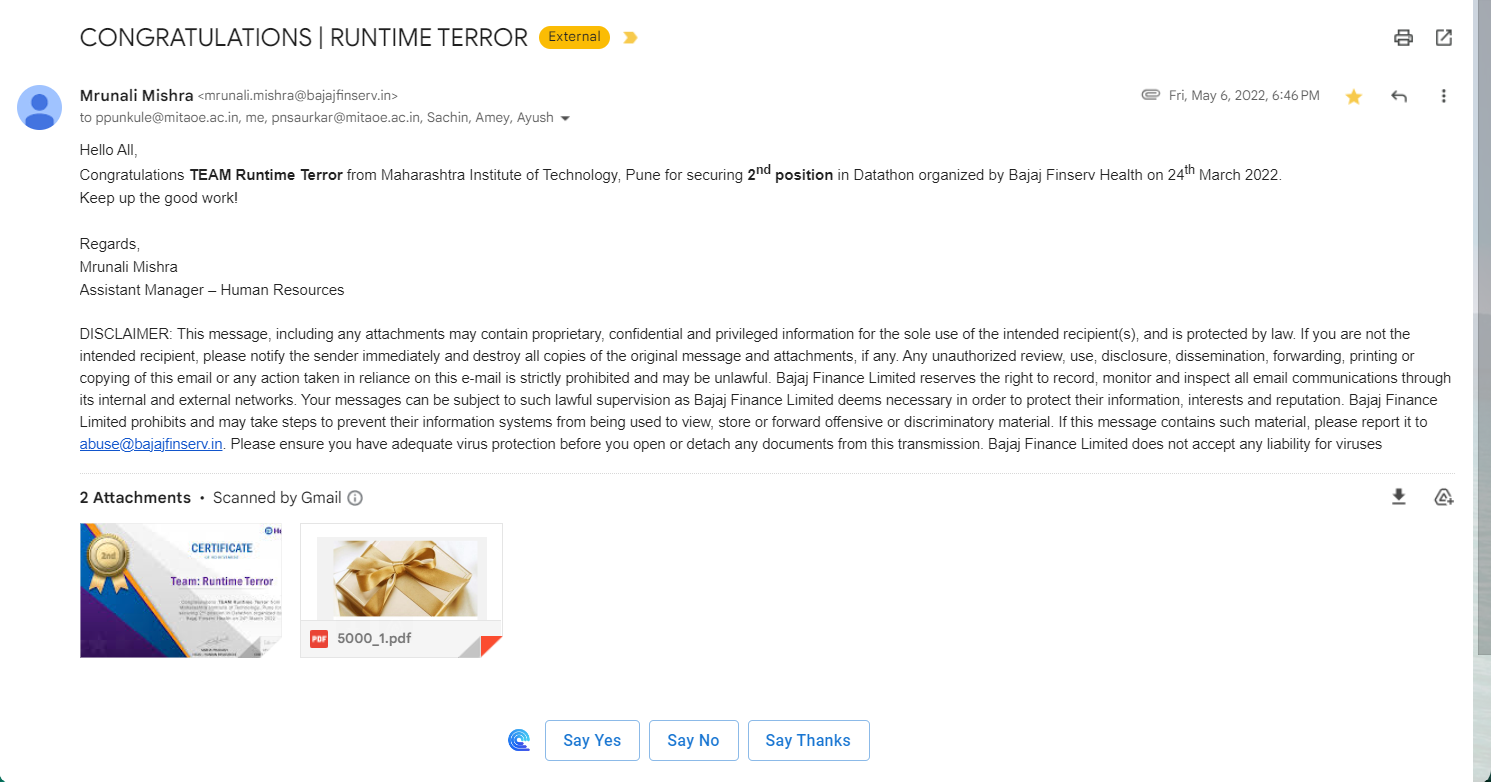 CONGRATULATIONS | RUNTIME TERROR External
Mrunali Mishra <mrunali.mishra@bajajfinserv.in> Fri, May 6, 2022, 6:46 PM
to ppunkule@mitaoe.ac.in, me, pnsaurkar@mitaoe.ac.in, Sachin, Amey, Ayush
Hello All,
Congratulations TEAM Runtime Terror from Maharashtra Institute of Technology, Pune for securing 2nd position in Datathon organized by Bajaj Finserv Health on 24th March 2022.
Keep up the good work!
Regards,
Mrunali Mishra
Assistant Manager – Human Resources
DISCLAIMER: This message, including any attachments may contain proprietary, confidential and privileged information for the sole use of the intended recipient(s), and is protected by law. If you are not the
intended recipient, please notify the sender immediately and destroy all copies of the original message and attachments, if any. Any unauthorized review, use, disclosure, dissemination, forwarding, printing or
copying of this email or any action taken in reliance on this e-mail is strictly prohibited and may be unlawful. Bajaj Finance Limited reserves the right to record, monitor and inspect all email communications through
its internal and external networks. Your messages can be subject to such lawful supervision as Bajaj Finance Limited deems necessary in order to protect their information, interests and reputation. Bajaj Finance
Limited prohibits and may take steps to prevent their information systems from being used to view, store or forward offensive or discriminatory material. If this message contains such material, please report it to
abuse@bajajfinserv.in. Please ensure you have adequate virus protection before you open or detach any documents from this transmission. Bajaj Finance Limited does not accept any liability for viruses
2 Attachments • Scanned by Gmail
2nd
CERTIFICATE
Team: Runtime Terror
PDF 5000_1.pdf
Say Yes Say No Say Thanks